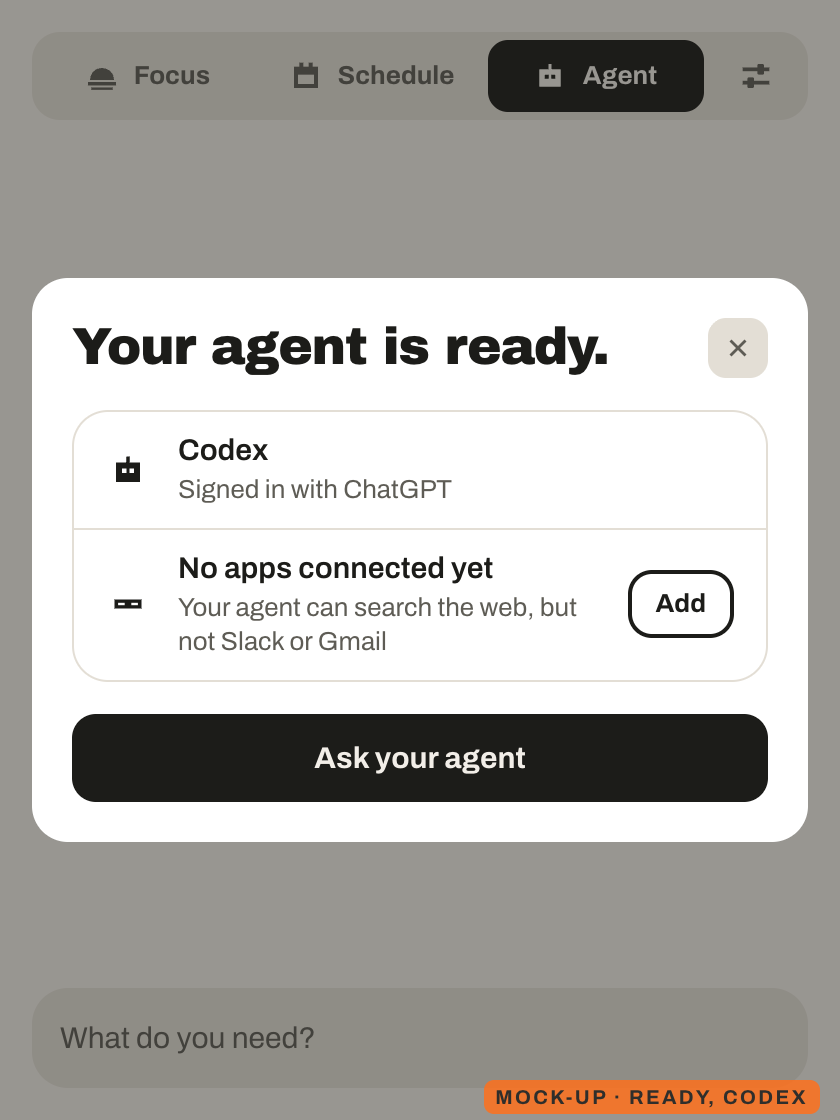 Focus
Schedule
Agent
Your agent is ready.
Codex
Signed in with ChatGPT
No apps connected yet
Your agent can search the web, but
not Slack or Gmail
Add
Ask your agent
What do you need?
MOCK-UP · READY, CODEX